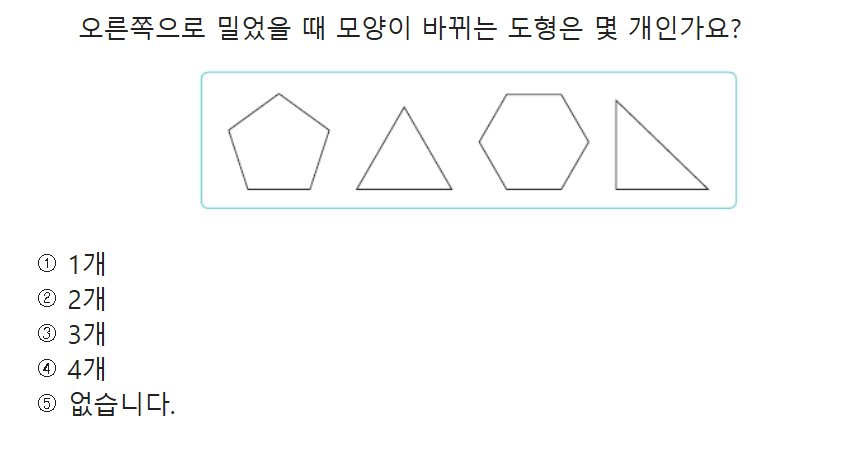 오른쪽으로 밀었을 때 모양이 바뀌는 도형은 몇 개인가요?
① 1개
② 2개
③ 3개
④ 4개
⑤ 없습니다.